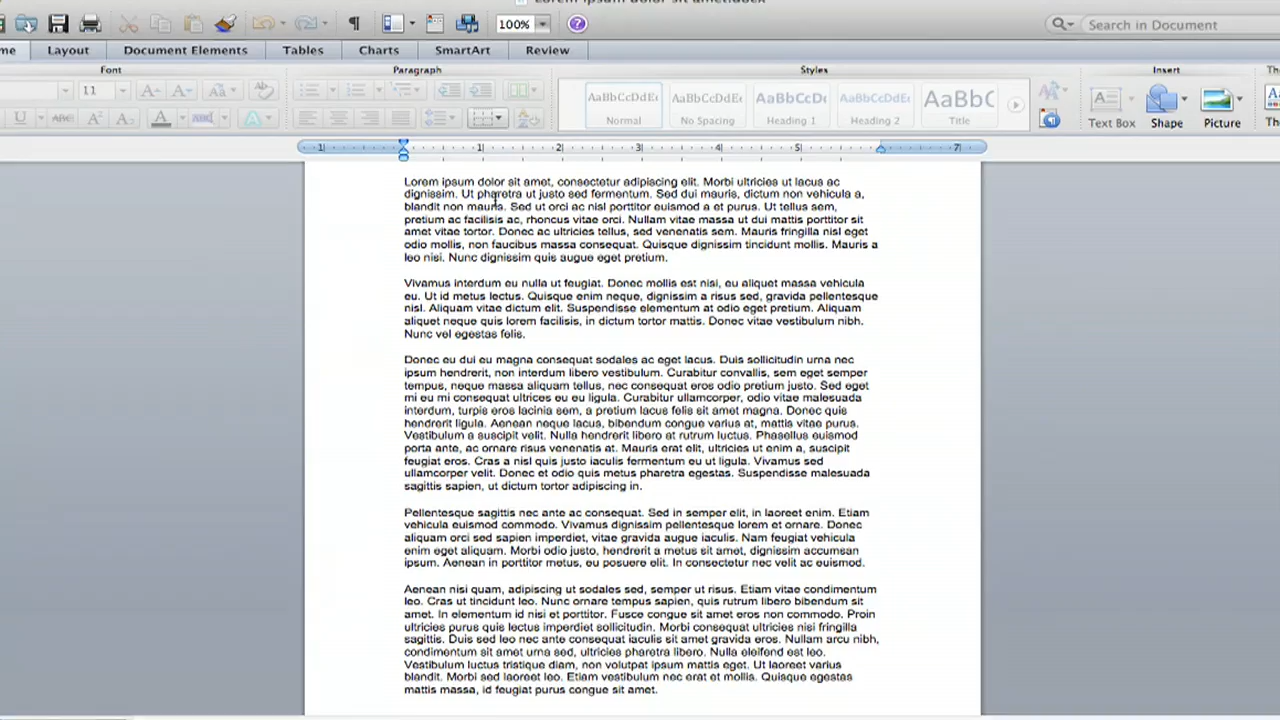 100%
Search in Document
me Layout Document Elements Tables Charts SmartArt Review
Font Paragraph Styles Insert
11
AaBbCcDdE AaBbCcDdE AaBbCcD AaBbCcDdE AaBbC
Normal No Spacing Heading 1 Heading 2 Title Text Box Shape Picture Th
1 1 2 3 4 5 7
Lorem ipsum dolor sit amet, consectetur adipiscing elit. Morbi ultricies ut lacus ac
dignissim. Ut pharetra ut justo sed fermentum. Sed dui mauris, dictum non vehicula a,
blandit non mauris. Sed ut orci ac nisl porttitor euismod a et purus. Ut tellus sem,
pretium ac facilisis ac, rhoncus vitae orci. Nullam vitae massa ut dui mattis porttitor sit
amet vitae tortor. Donec ac ultricies tellus, sed venenatis sem. Mauris fringilla nisl eget
odio mollis, non faucibus massa consequat. Quisque dignissim tincidunt mollis. Mauris a
leo nisi. Nunc dignissim quis augue eget pretium.
Vivamus interdum eu nulla ut feugiat. Donec mollis est nisi, eu aliquet massa vehicula
eu. Ut id metus lectus. Quisque enim neque, dignissim a risus sed, gravida pellentesque
nisl. Aliquam vitae dictum elit. Suspendisse elementum at odio eget pretium. Aliquam
aliquet neque quis lorem facilisis, in dictum tortor mattis. Donec vitae vestibulum nibh.
Nunc vel egestas felis.
Donec eu dui eu magna consequat sodales ac eget lacus. Duis sollicitudin urna nec
ipsum hendrerit, non interdum libero vestibulum. Curabitur convallis, sem eget semper
tempus, neque massa aliquam tellus, nec consequat eros odio pretium justo. Sed eget
mi eu mi consequat ultrices eu eu ligula. Curabitur ullamcorper, odio vitae malesuada
interdum, turpis eros lacinia sem, a pretium lacus felis sit amet magna. Donec quis
hendrerit ligula. Aenean neque lacus, bibendum congue varius at, mattis vitae purus.
Vestibulum a suscipit velit. Nulla hendrerit libero at rutrum luctus. Phasellus euismod
porta ante, ac ornare risus venenatis at. Mauris erat elit, ultricies ut enim a, suscipit
feugiat eros. Cras a nisl quis justo iaculis fermentum eu ut ligula. Vivamus sed
ullamcorper velit. Donec et odio quis metus pharetra egestas. Suspendisse malesuada
sagittis sapien, ut dictum tortor adipiscing in.
Pellentesque sagittis nec ante ac consequat. Sed in semper elit, in laoreet enim. Etiam
vehicula euismod commodo. Vivamus dignissim pellentesque lorem et ornare. Donec
aliquam orci sed sapien imperdiet, vitae gravida augue iaculis. Nam feugiat vehicula
enim eget aliquam. Morbi odio justo, hendrerit a metus sit amet, dignissim accumsan
ipsum. Aenean in porttitor metus, eu posuere elit. In consectetur nec velit ac euismod.
Aenean nisi quam, adipiscing ut sodales sed, semper ut risus. Etiam vitae condimentum
leo. Cras ut tincidunt leo. Nunc ornare tempus sapien, quis rutrum libero bibendum sit
amet. In elementum id nisi et porttitor. Fusce congue sit amet eros non commodo. Proin
ultricies purus quis lectus imperdiet sollicitudin. Morbi consequat ultricies nisi fringilla
sagittis. Duis sed leo nec ante consequat iaculis sit amet gravida eros. Nullam arcu nibh,
condimentum sit amet urna sed, ultricies pharetra libero. Nulla eleifend est leo.
Vestibulum luctus tristique diam, non volutpat ipsum mattis eget. Ut laoreet varius
blandit. Morbi sed laoreet leo. Etiam vestibulum nec erat et mollis. Quisque egestas
mattis massa, id feugiat purus congue sit amet.